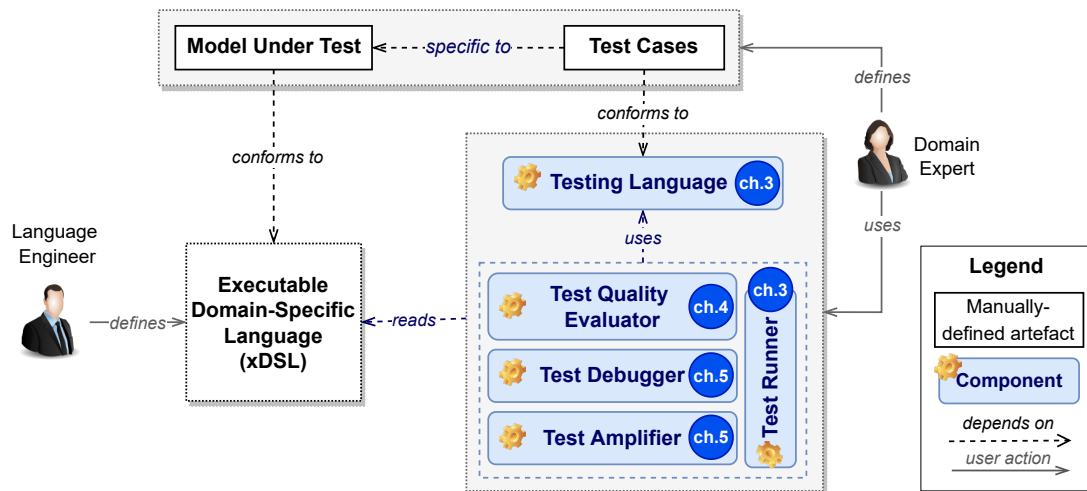 Model Under Test
specific to
Test Cases
defines
conforms to
conforms to
Domain
Expert
Testing Language
ch.3
uses
uses
Language
Engineer
defines
Executable
Domain-Specific
Language
(xDSL)
reads
Test Quality
Evaluator
ch.4
ch.3
Test Runner
Test Debugger
ch.5
Test Amplifier
ch.5
Legend
Manually-
defined artefact
Component
depends on
user action